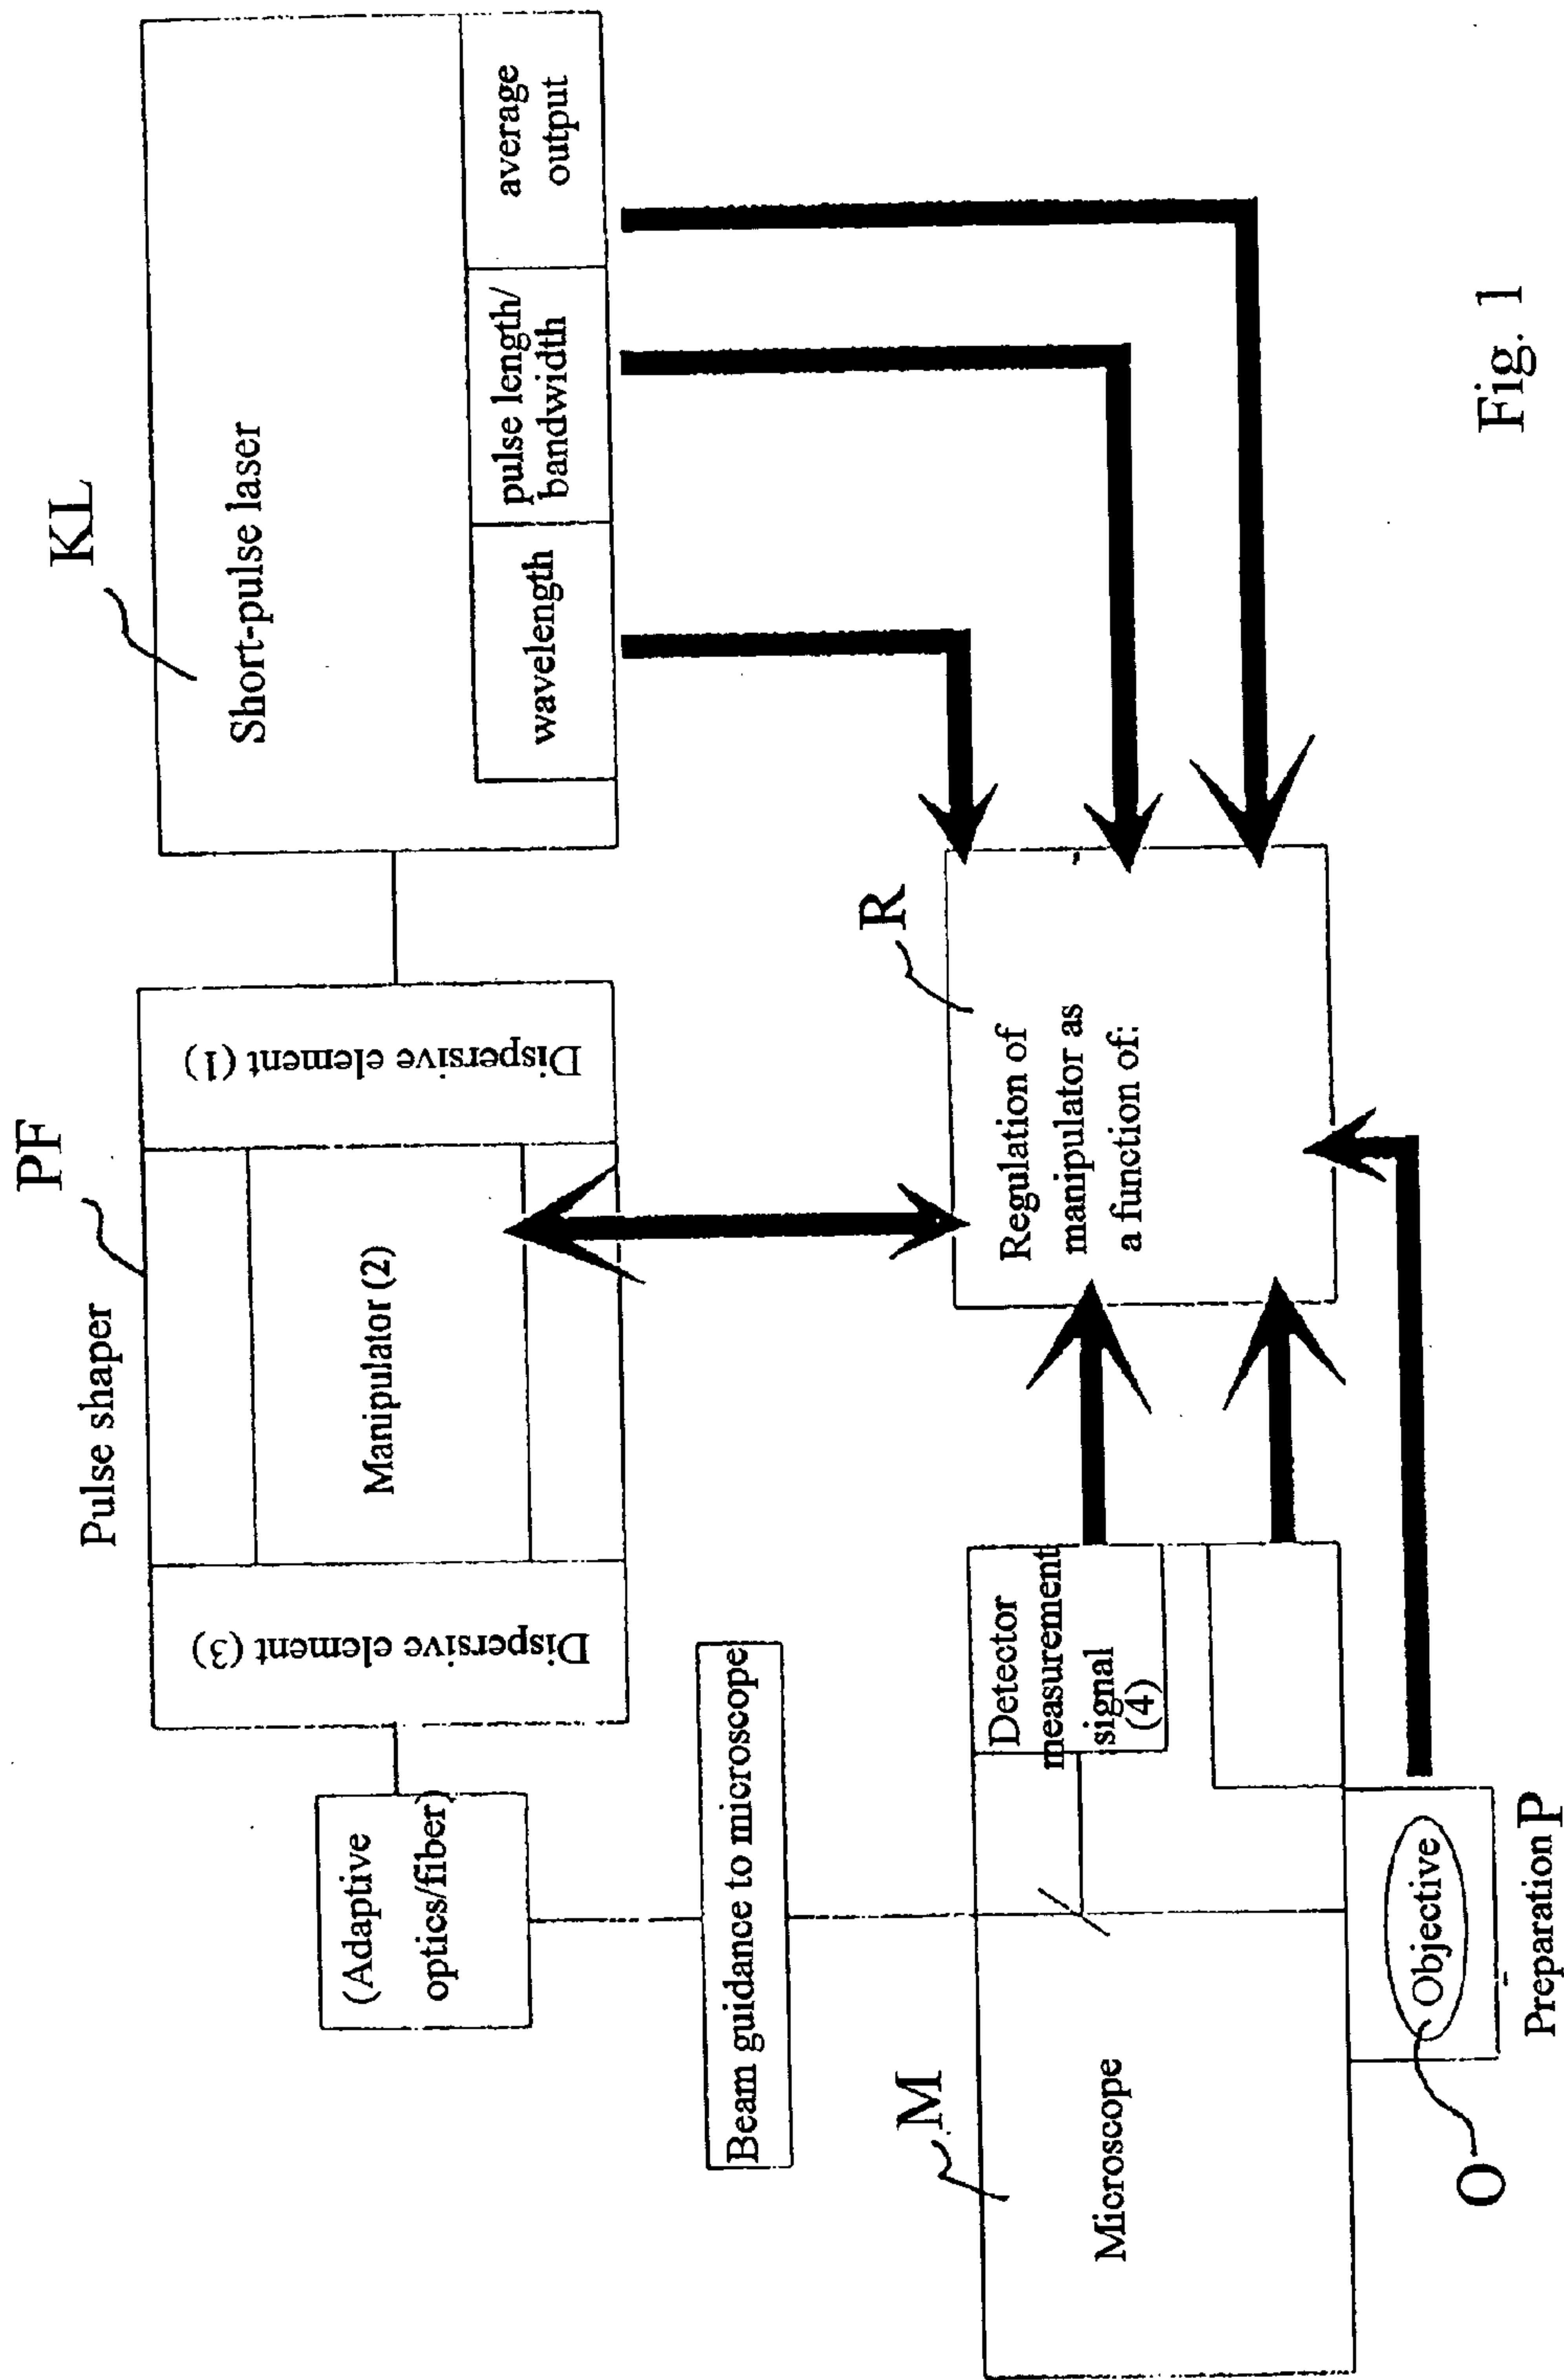 KL
Short-pulse laser
wavelength
pulse length/
bandwidth
average
output
PF
Pulse shaper
Dispersive element (1)
Manipulator (2)
Dispersive element (3)
(Adaptive
optics/fiber)
Beam guidance to microscope
R
Regulation of
manipulator as
a function of:
M
Microscope
Detector
measurement
signal
(4)
Objective
O
Preparation P
Fig. 1